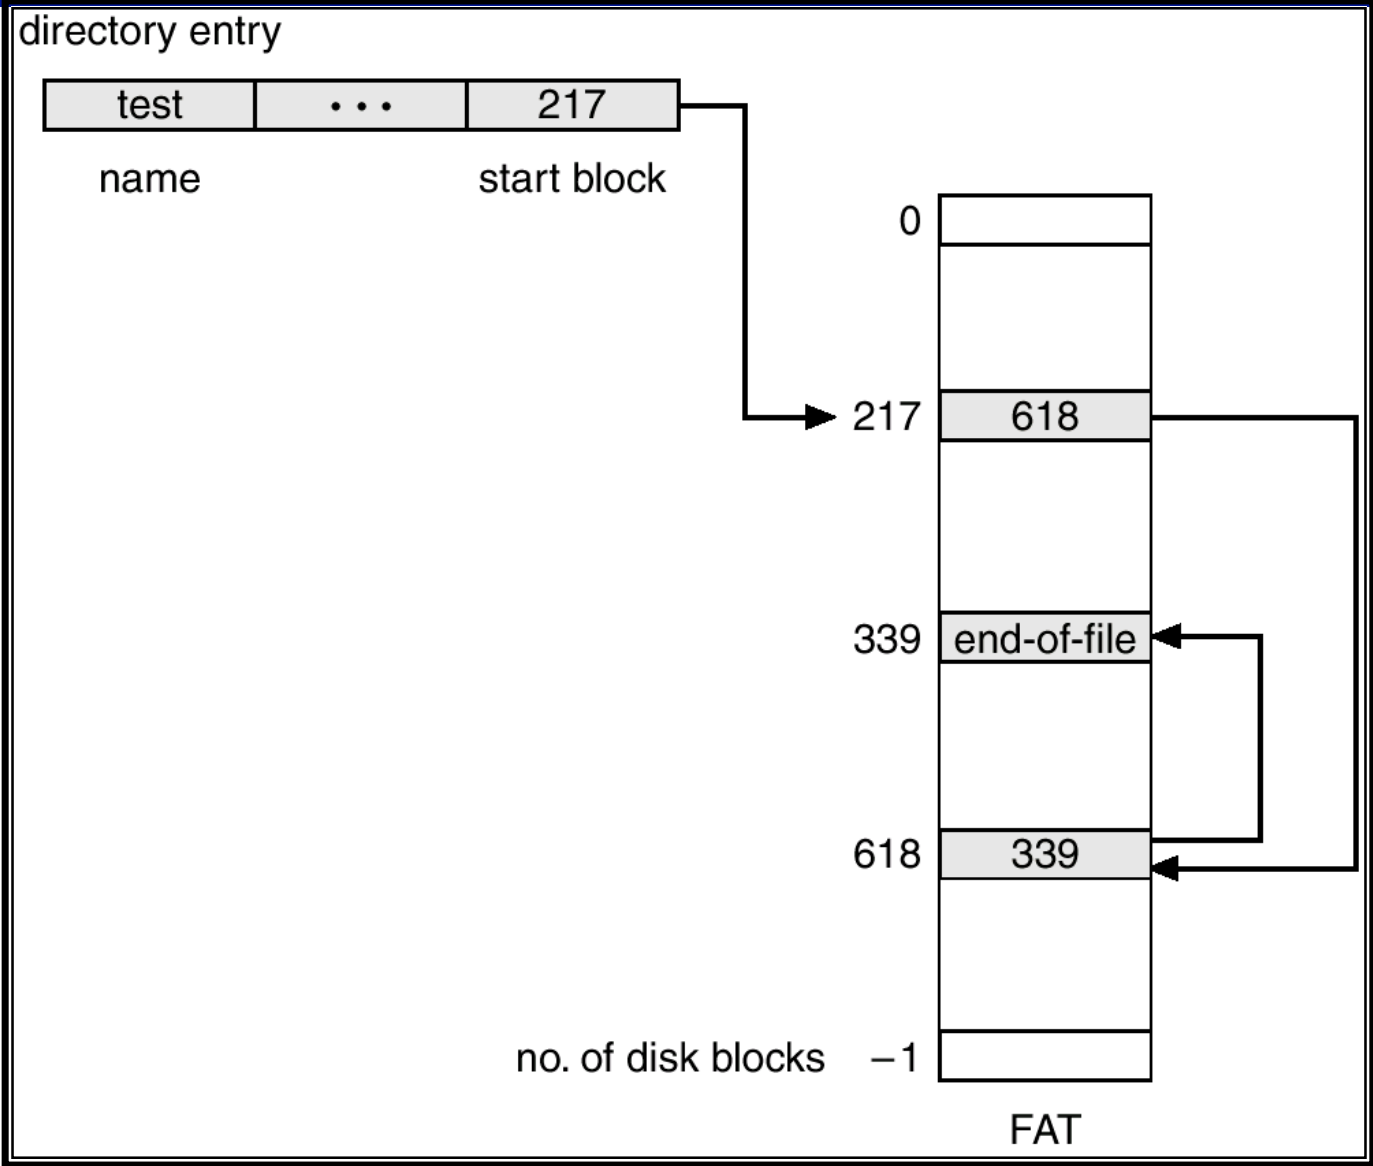 directory entry
test ••• 217
name start block
0
217 618
339 end-of-file
618 339
no. of disk blocks –1
FAT